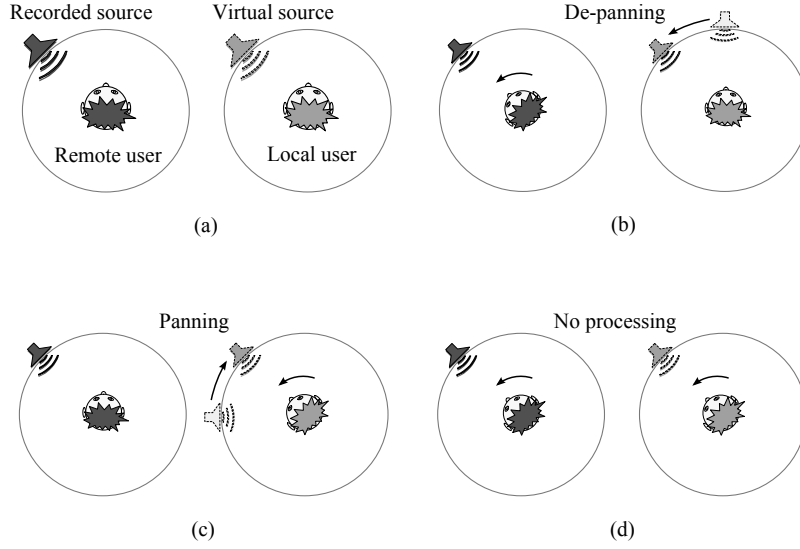 Recorded source
Virtual source
De-panning
Remote user
Local user
(a)
(b)
Panning
No processing
(c)
(d)